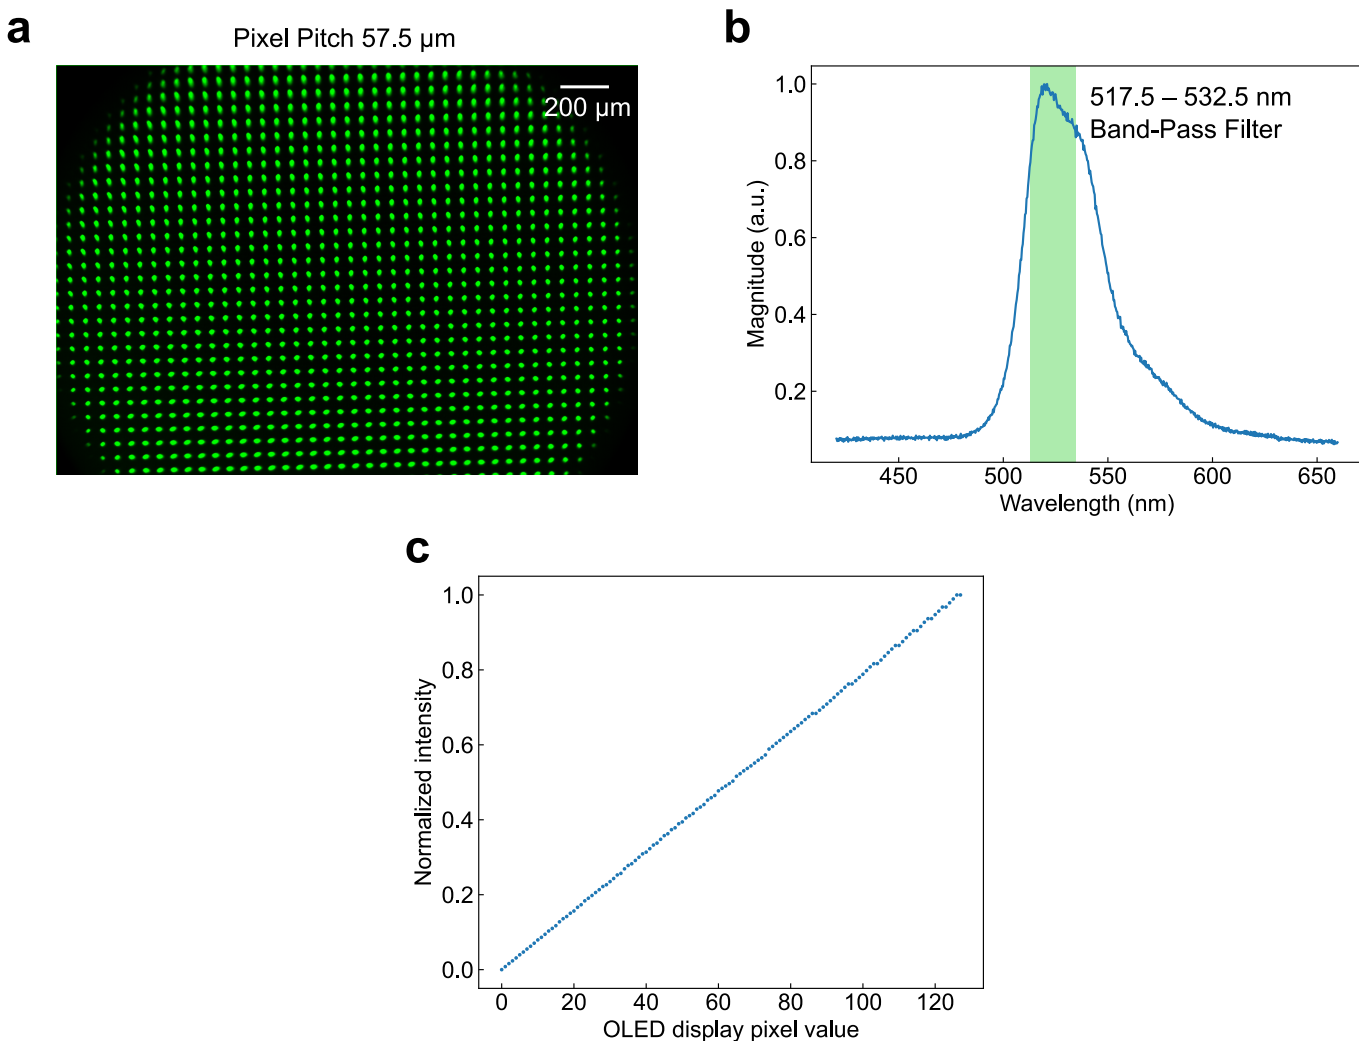 a
Pixel Pitch 57.5 µm
200 µm
b
517.5 – 532.5 nm
Band-Pass Filter
Magnitude (a.u.)
1.0
0.8
0.6
0.4
0.2
450
500
550
600
650
Wavelength (nm)
c
Normalized intensity
1.0
0.8
0.6
0.4
0.2
0.0
0
20
40
60
80
100
120
OLED display pixel value